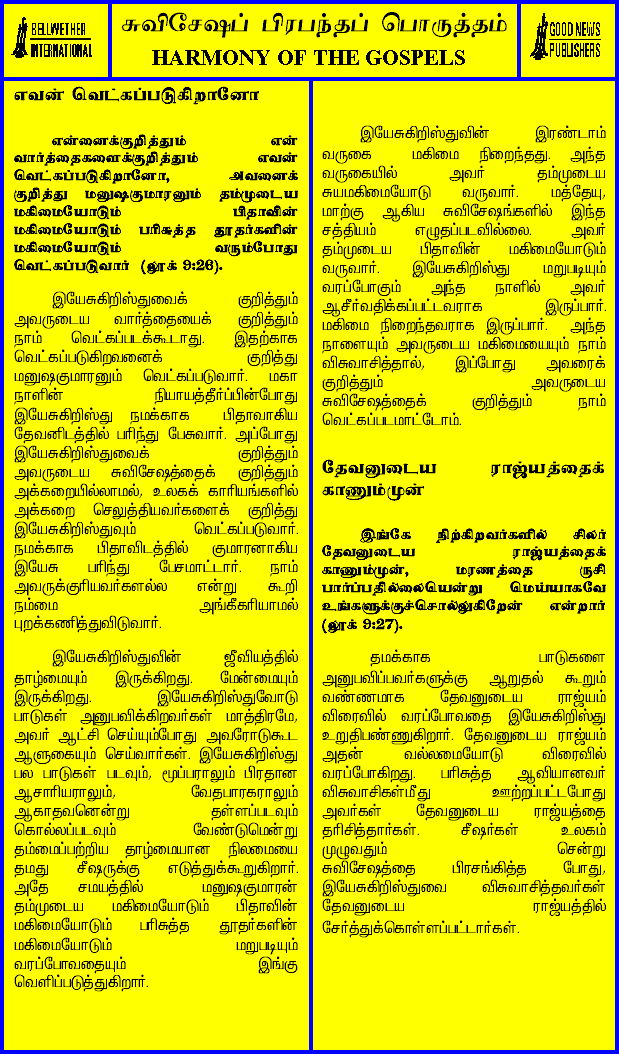 BELLWETHER
INTERNATIONAL
சுவிசேஷப் பிரபந்தப் பொருத்தம்
HARMONY OF THE GOSPELS
GOOD NEWS
PUBLISHERS
எவன் வெட்கப்படுகிறானோ
என்னைக்குறித்தும் என்
வார்த்தைகளைக்குறித்தும் எவன்
வெட்கப்படுகிறானோ, அவனைக்
குறித்து மனுஷகுமாரனும் தம்முடைய
மகிமையோடும் பிதாவின்
மகிமையோடும் பரிசுத்த தூதர்களின்
மகிமையோடும் வரும்போது
வெட்கப்படுவார் (லூக் 9:26).
இயேசுகிறிஸ்துவைக் குறித்தும்
அவருடைய வார்த்தையைக் குறித்தும்
நாம் வெட்கப்படக்கூடாது. இதற்காக
வெட்கப்படுகிறவனைக் குறித்து
மனுஷகுமாரனும் வெட்கப்படுவார். மகா
நாளின் நியாயத்தீர்ப்பின்போது
இயேசுகிறிஸ்து நமக்காக பிதாவாகிய
தேவனிடத்தில் பரிந்து பேசுவார். அப்போது
இயேசுகிறிஸ்துவைக் குறித்தும்
அவருடைய சுவிசேஷத்தைக் குறித்தும்
அக்கறையில்லாமல், உலகக் காரியங்களில்
அக்கறை செலுத்தியவர்களைக் குறித்து
இயேசுகிறிஸ்துவும் வெட்கப்படுவார்.
நமக்காக பிதாவிடத்தில் குமாரனாகிய
இயேசு பரிந்து பேசமாட்டார். நாம்
அவருக்குரியவர்களல்ல என்று கூறி
நம்மை அங்கீகரியாமல்
புறக்கணித்துவிடுவார்.
இயேசுகிறிஸ்துவின் ஜீவியத்தில்
தாழ்மையும் இருக்கிறது. மேன்மையும்
இருக்கிறது. இயேசுகிறிஸ்துவோடு
பாடுகள் அனுபவிக்கிறவர்கள் மாத்திரமே,
அவர் ஆட்சி செய்யும்போது அவரோடுகூட
ஆளுகையும் செய்வார்கள். இயேசுகிறிஸ்து
பல பாடுகள் படவும், மூப்பராலும் பிரதான
ஆசாரியராலும், வேதபாரகராலும்
ஆகாதவனென்று தள்ளப்படவும்
கொல்லப்படவும் வேண்டுமென்று
தம்மைப்பற்றிய தாழ்மையான நிலமையை
தமது சீஷருக்கு எடுத்துக்கூறுகிறார்.
அதே சமயத்தில் மனுஷகுமாரன்
தம்முடைய மகிமையோடும் பிதாவின்
மகிமையோடும் பரிசுத்த தூதர்களின்
மகிமையோடும் மறுபடியும்
வரப்போவதையும் இங்கு
வெளிப்படுத்துகிறார்.
இயேசுகிறிஸ்துவின் இரண்டாம்
வருகை மகிமை நிறைந்தது. அந்த
வருகையில் அவர் தம்முடைய
சுயமகிமையோடு வருவார். மத்தேயு,
மாற்கு ஆகிய சுவிசேஷங்களில் இந்த
சத்தியம் எழுதப்படவில்லை. அவர்
தம்முடைய பிதாவின் மகிமையோடும்
வருவார். இயேசுகிறிஸ்து மறுபடியும்
வரப்போகும் அந்த நாளில் அவர்
ஆசீர்வதிக்கப்பட்டவராக இருப்பார்.
மகிமை நிறைந்தவராக இருப்பார். அந்த
நாளையும் அவருடைய மகிமையையும் நாம்
விசுவாசித்தால், இப்போது அவரைக்
குறித்தும் அவருடைய
சுவிசேஷத்தைக் குறித்தும் நாம்
வெட்கப்படமாட்டோம்.
தேவனுடைய ராஜ்யத்தைக்
காணும்முன்
இங்கே நிற்கிறவர்களில் சிலர்
தேவனுடைய ராஜ்யத்தைக்
காணும்முன், மரணத்தை ருசி
பார்ப்பதில்லையென்று மெய்யாகவே
உங்களுக்குச்சொல்லுகிறேன் என்றார்
(லூக் 9:27).
தமக்காக பாடுகளை
அனுபவிப்பவர்களுக்கு ஆறுதல் கூறும்
வண்ணமாக தேவனுடைய ராஜ்யம்
விரைவில் வரப்போவதை இயேசுகிறிஸ்து
உறுதிபண்ணுகிறார். தேவனுடைய ராஜ்யம்
அதன் வல்லமையோடு விரைவில்
வரப்போகிறது. பரிசுத்த ஆவியானவர்
விசுவாசிகள்மீது ஊற்றப்பட்டபோது
அவர்கள் தேவனுடைய ராஜ்யத்தை
தரிசித்தார்கள். சீஷர்கள் உலகம்
முழுவதும் சென்று
சுவிசேஷத்தை பிரசங்கித்த போது,
இயேசுகிறிஸ்துவை விசுவாசித்தவர்கள்
தேவனுடைய ராஜ்யத்தில்
சேர்த்துக்கொள்ளப்பட்டார்கள்.